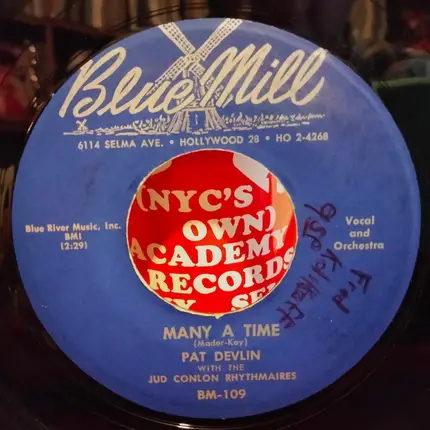 Blue Mill
6114 SELMA AVE. • HOLLYWOOD 28 • HO 2-4268
Blue River Music, Inc.
BMI
(2:29)
Vocal
and
Orchestra
(NYC'S
OWN)
ACADEMY
RECORDS
MANY A TIME
(Mader-Kay)
PAT DEVLIN
WITH THE
JUD CONLON RHYTHMAIRES
BM-109